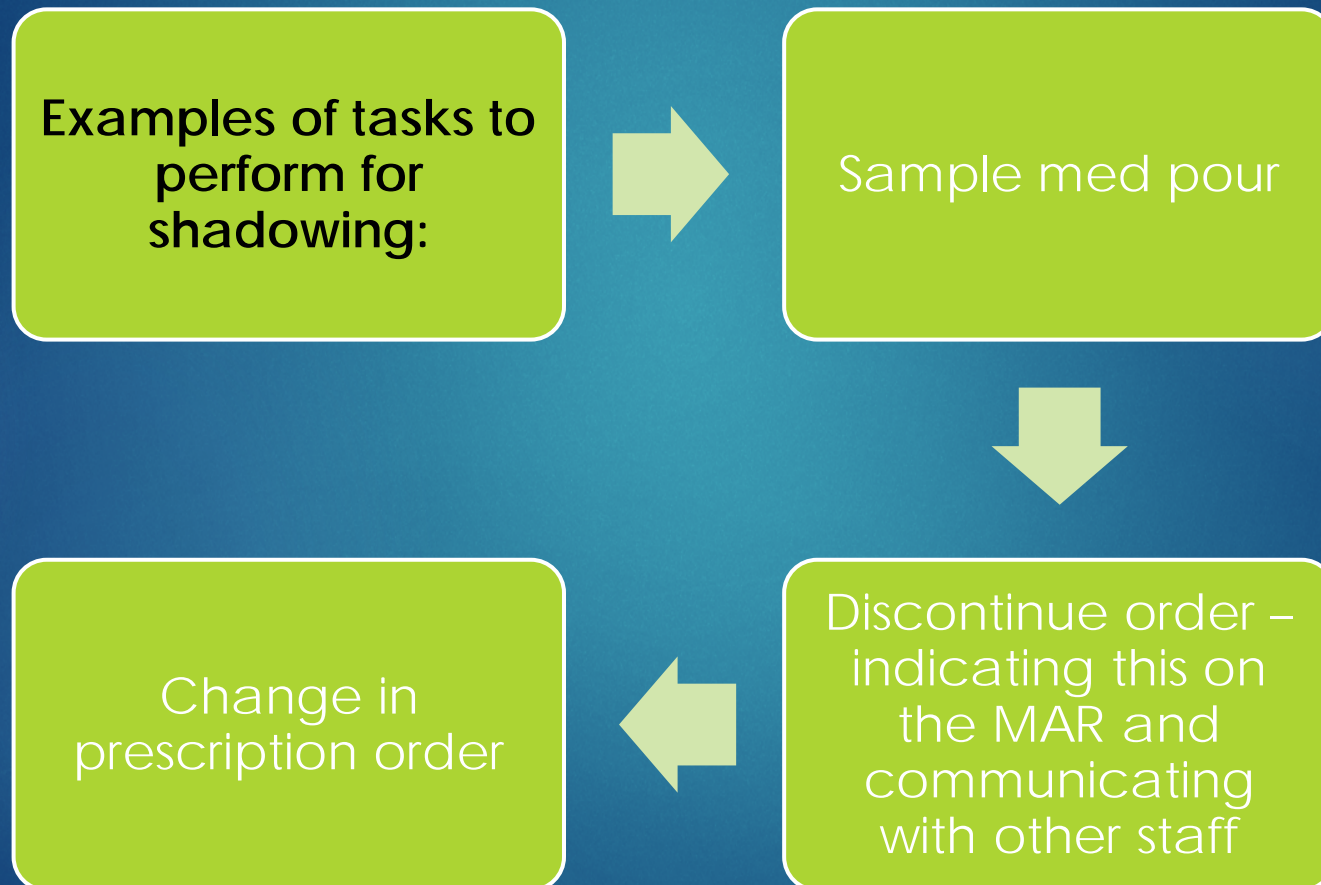 Examples of tasks to
perform for
shadowing:
Sample med pour
Discontinue order –
indicating this on
the MAR and
communicating
with other staff
Change in
prescription order